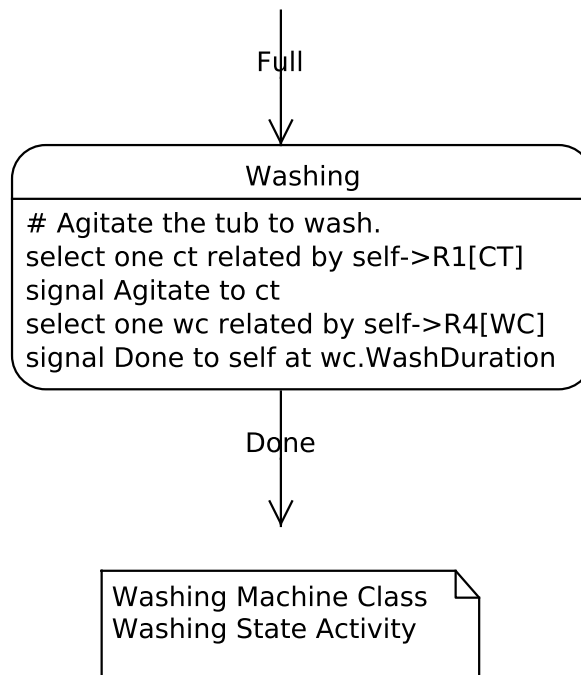 Full
Washing
# Agitate the tub to wash.
select one ct related by self->R1[CT]
signal Agitate to ct
select one wc related by self->R4[WC]
signal Done to self at wc.WashDuration
Done
Washing Machine Class
Washing State Activity